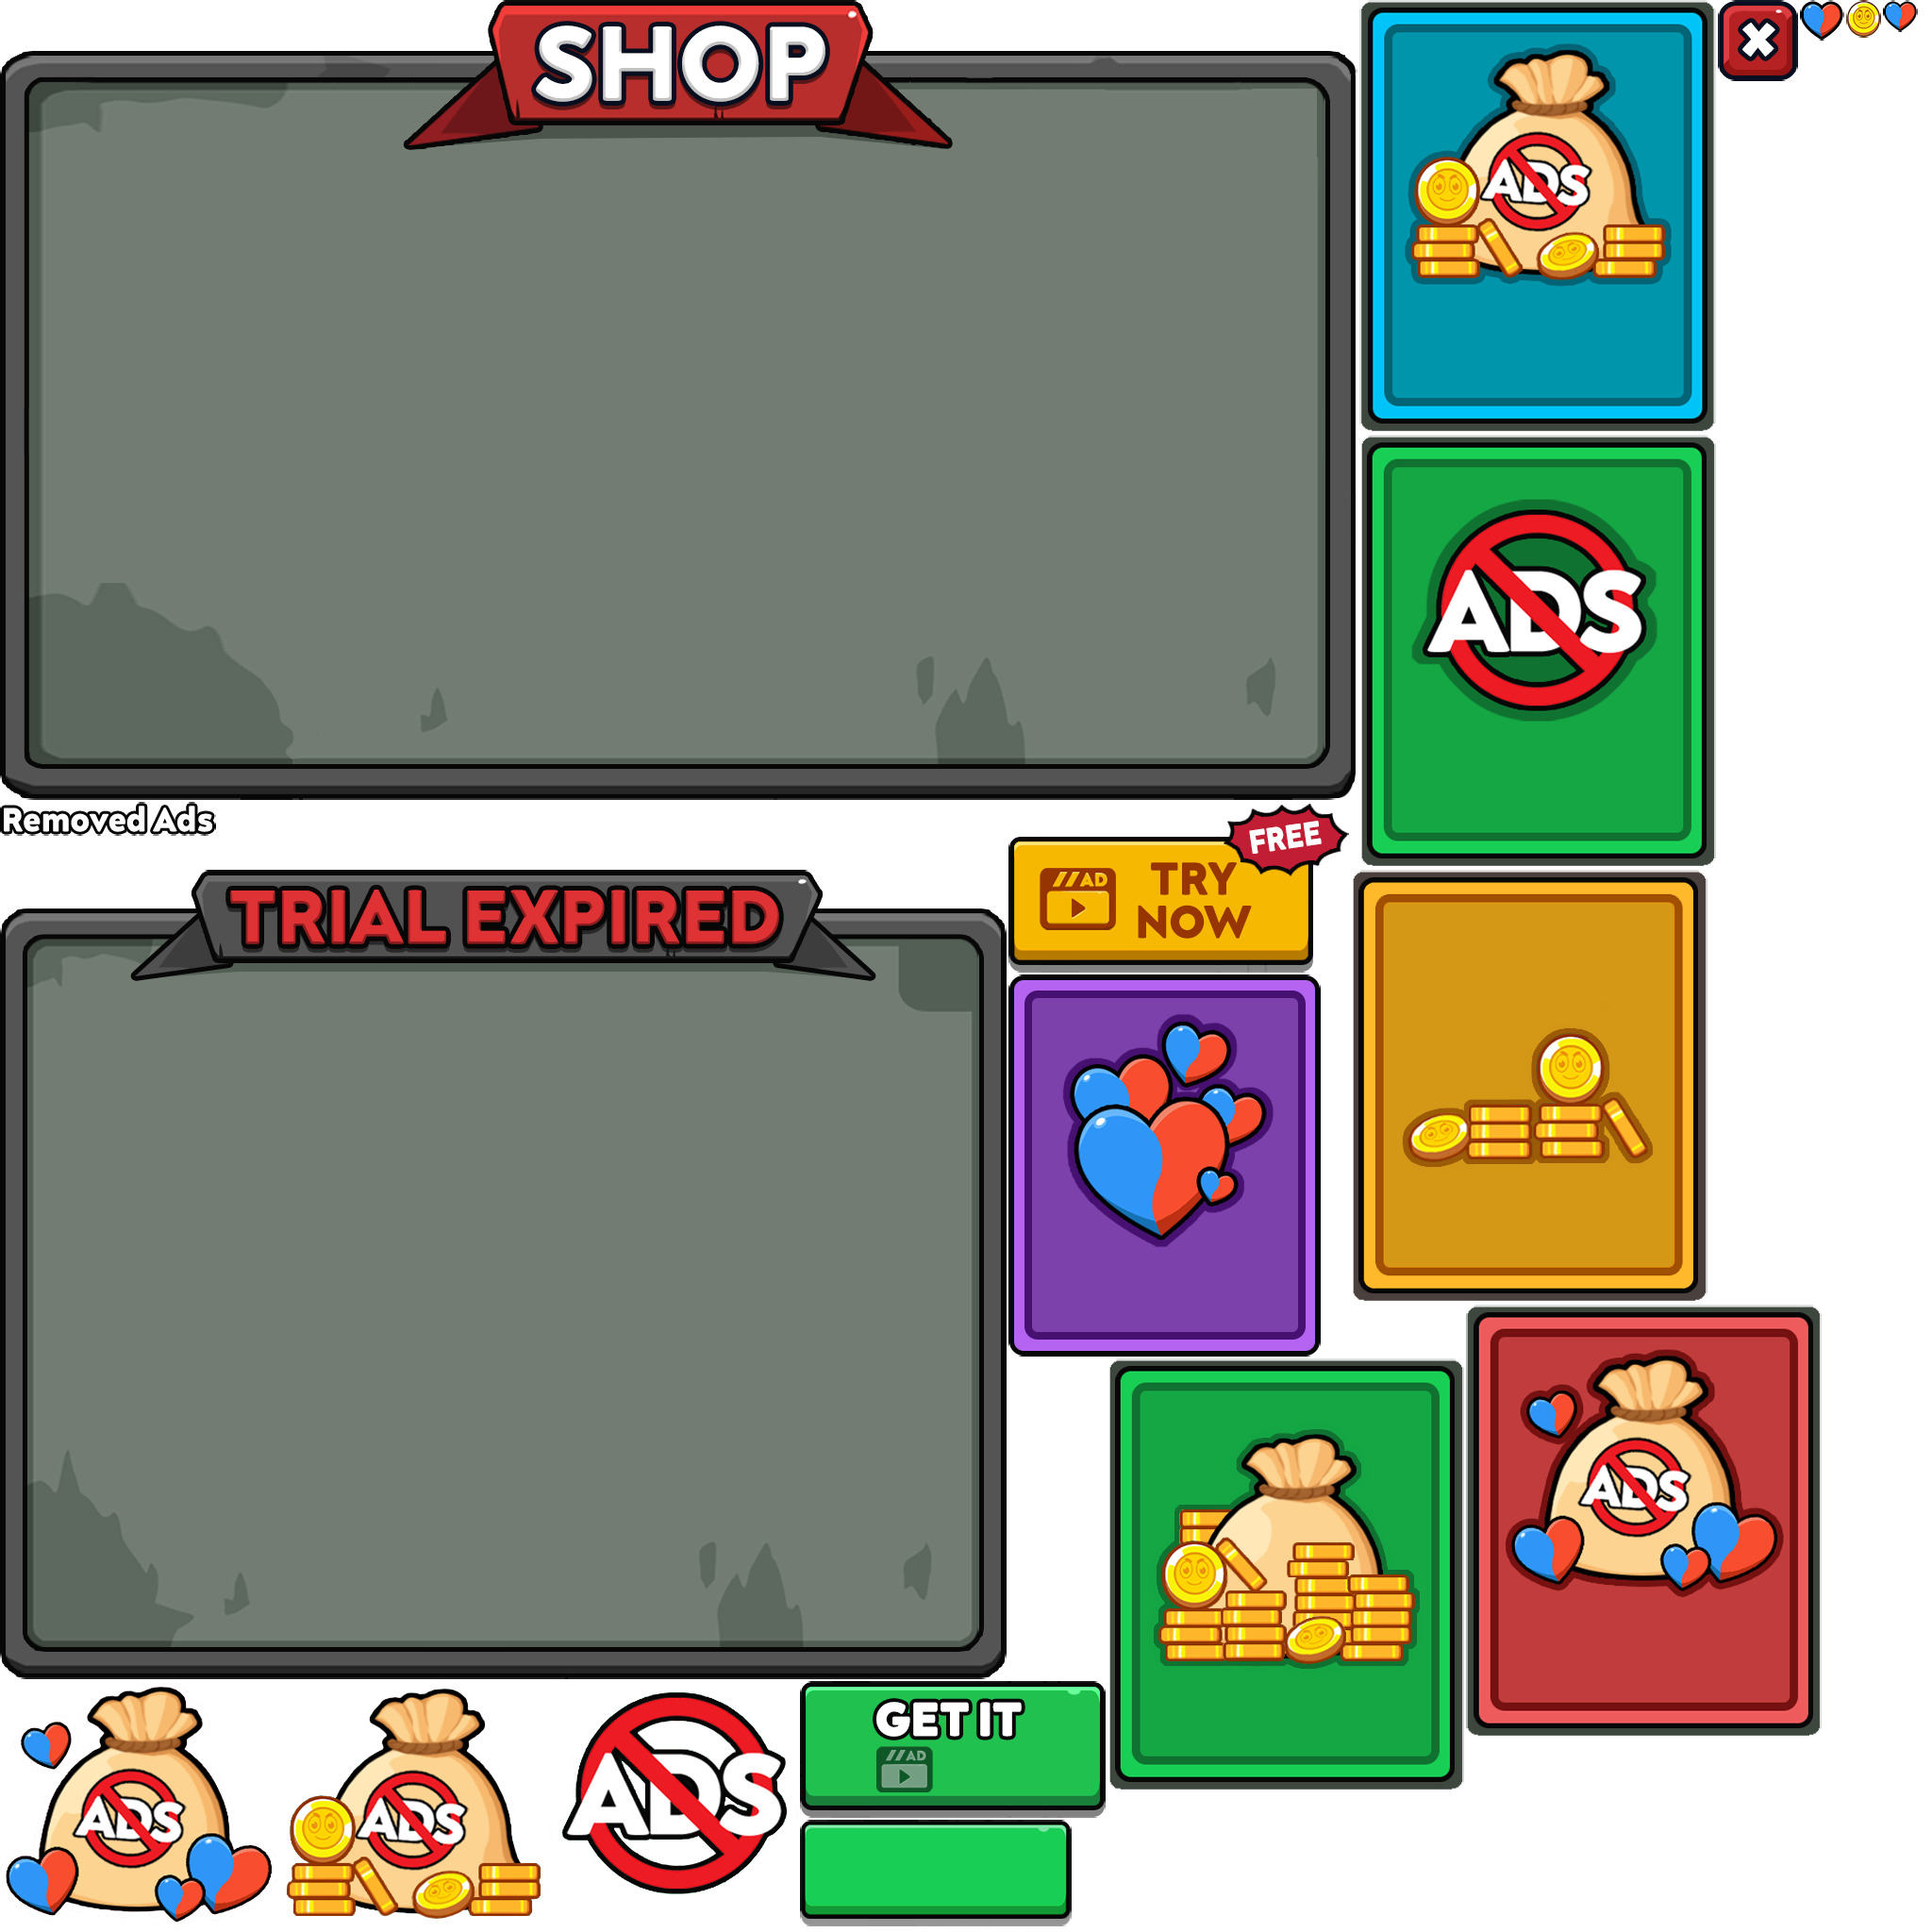 SHOP
ADS
ADS
Removed Ads
FREE
AD
TRY
NOW
TRIAL EXPIRED
ADS
ADS
ADS
ADS
GET IT
AD